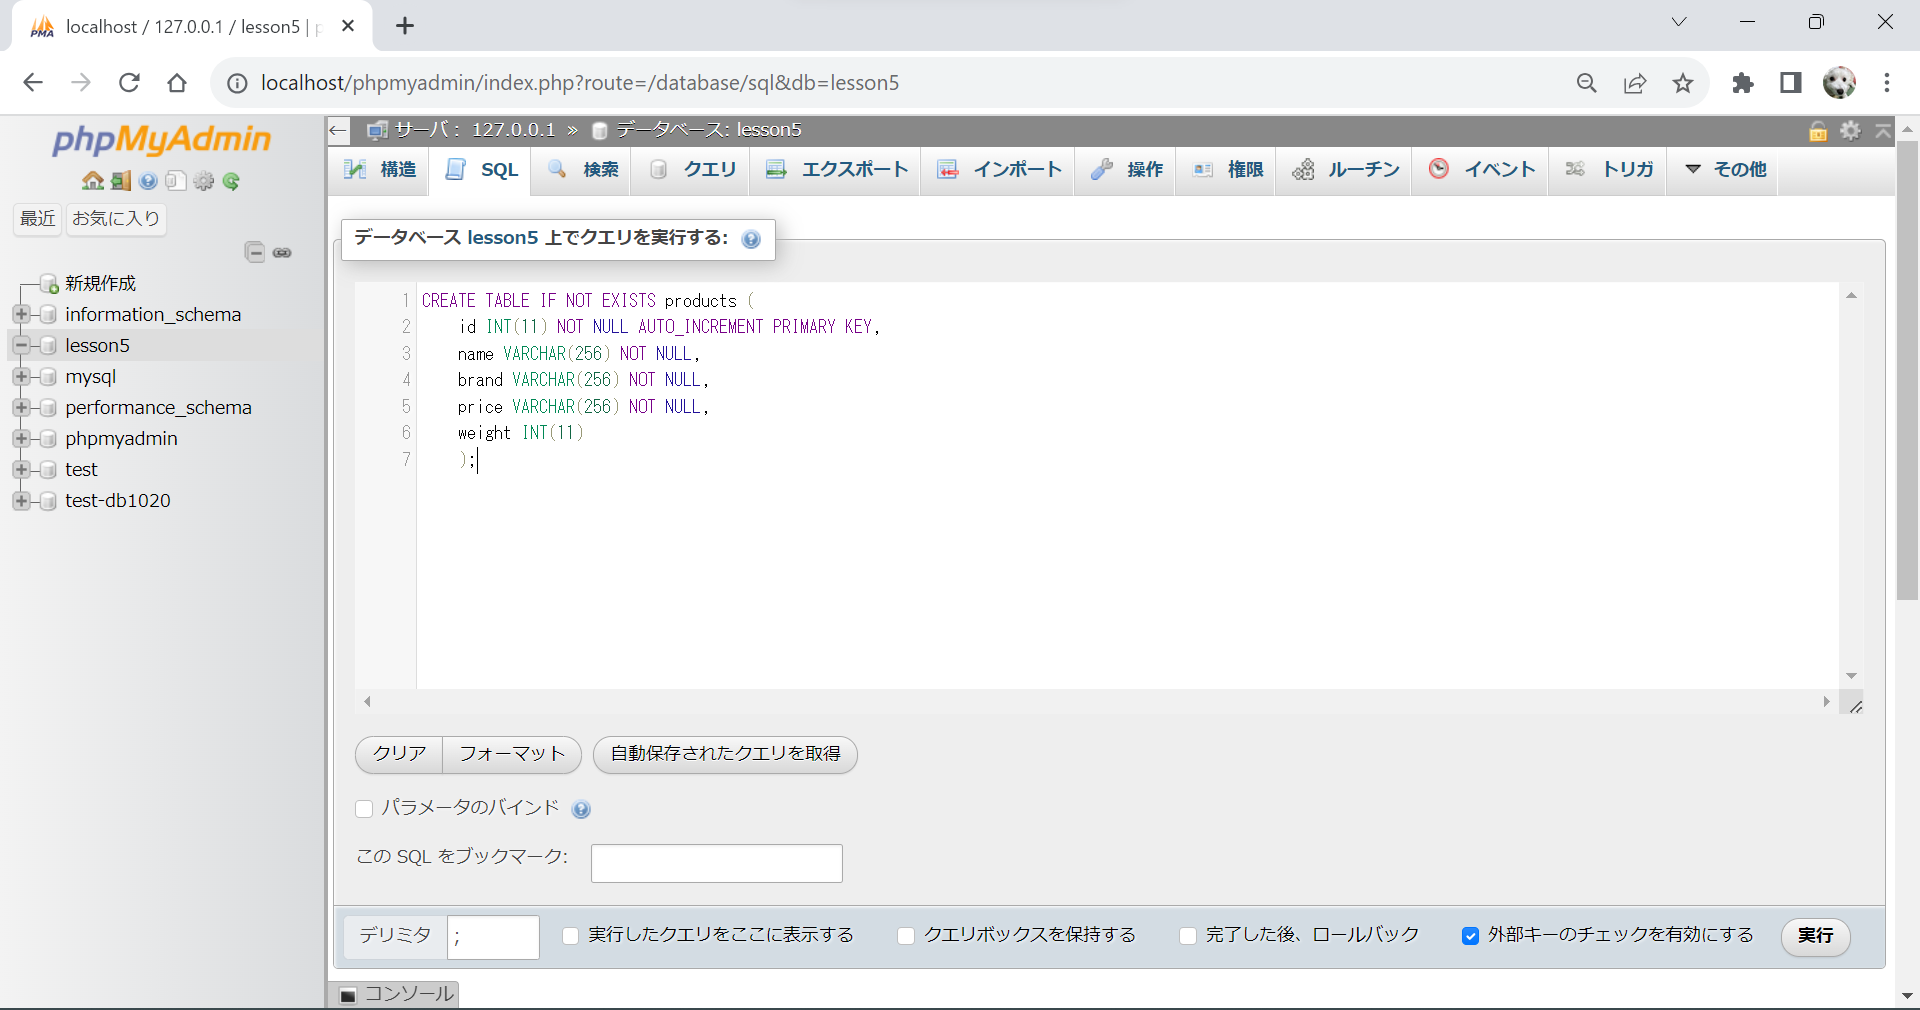 localhost / 127.0.0.1 / lesson5 |
localhost/phpmyadmin/index.php?route=/database/sql&db=lesson5
phpMyAdmin
最近 お気に入り
新規作成
information_schema
lesson5
mysql
performance_schema
phpmyadmin
test
test-db1020
サーバ: 127.0.0.1 » データベース: lesson5
構造 SQL 検索 クエリ エクスポート インポート 操作 権限 ルーチン イベント トリガ その他
データベース lesson5 上でクエリを実行する:
1 CREATE TABLE IF NOT EXISTS products (
2 id INT(11) NOT NULL AUTO_INCREMENT PRIMARY KEY,
3 name VARCHAR(256) NOT NULL,
4 brand VARCHAR(256) NOT NULL,
5 price VARCHAR(256) NOT NULL,
6 weight INT(11)
7 );
クリア フォーマット 自動保存されたクエリを取得
パラメータのバインド
この SQL をブックマーク:
デリミタ ; 実行したクエリをここに表示する クエリボックスを保持する 完了した後、ロールバック 外部キーのチェックを有効にする 実行
コンソール